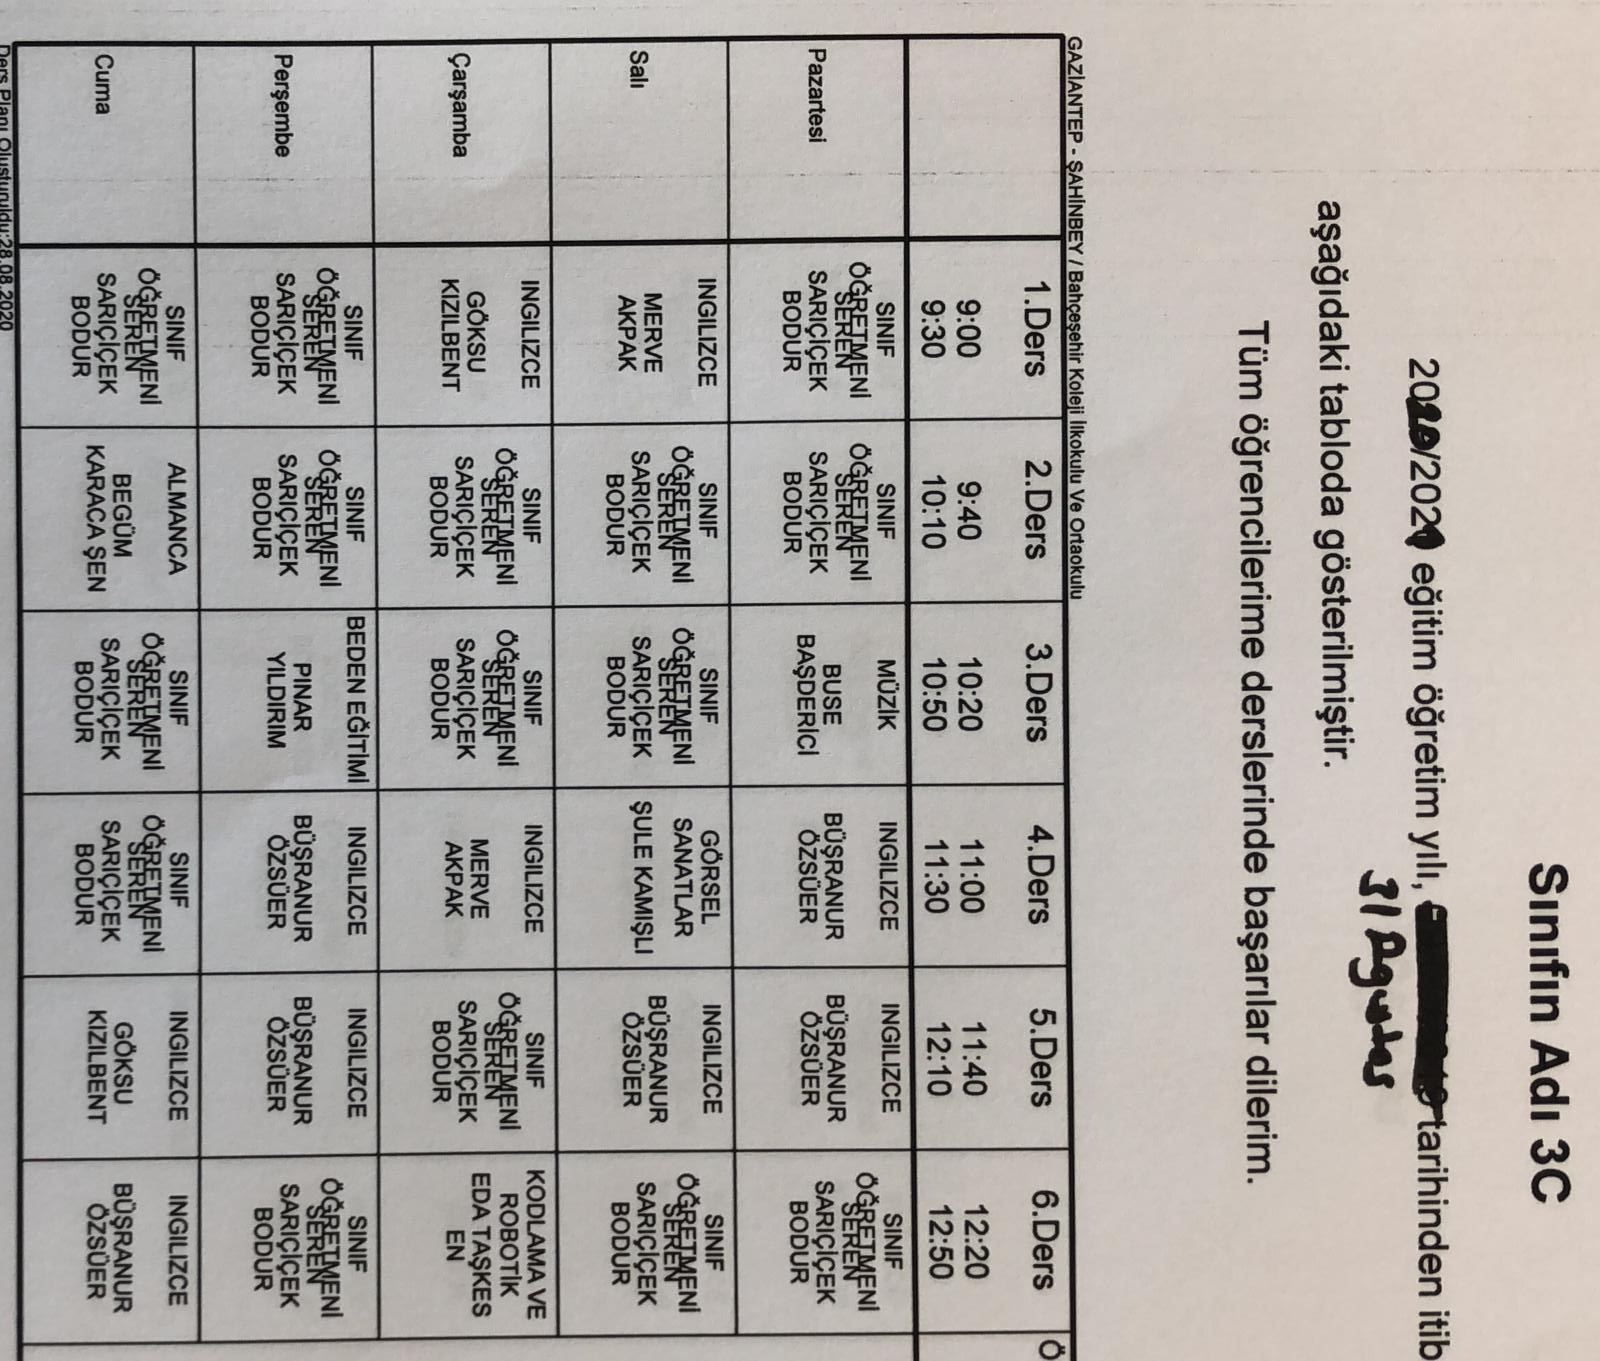 Sınıfın Adı 3C
2020/2021 eğitim öğretim yılı, tarihinden itib
31 Agustos
aşağıdaki tabloda gösterilmiştir.
Tüm öğrencilerime derslerinde başarılar dilerim.
GAZİANTEP - ŞAHİNBEY / Bahçeşehir Koleji İlkokulu Ve Ortaokulu
1.Ders 2.Ders 3.Ders 4.Ders 5.Ders 6.Ders Ö
9:00 9:40 10:20 11:00 11:40 12:20
9:30 10:10 10:50 11:30 12:10 12:50
Pazartesi
SINIF
ÖĞRETMENİ
SEREN
SARIÇİÇEK
BODUR
SINIF
ÖĞRETMENİ
SEREN
SARIÇİÇEK
BODUR
MÜZİK
BUSE
BAŞDERİCİ
INGILIZCE
BÜŞRANUR
ÖZSÜER
INGILIZCE
BÜŞRANUR
ÖZSÜER
SINIF
ÖĞRETMENİ
SEREN
SARIÇİÇEK
BODUR
Salı
INGILIZCE
MERVE
AKPAK
SINIF
ÖĞRETMENİ
SEREN
SARIÇİÇEK
BODUR
SINIF
ÖĞRETMENİ
SEREN
SARIÇİÇEK
BODUR
GÖRSEL
SANATLAR
ŞULE KAMIŞLI
INGILIZCE
BÜŞRANUR
ÖZSÜER
SINIF
ÖĞRETMENİ
SEREN
SARIÇİÇEK
BODUR
Çarşamba
INGILIZCE
GÖKSU
KIZILBENT
SINIF
ÖĞRETMENİ
SEREN
SARIÇİÇEK
BODUR
SINIF
ÖĞRETMENİ
SEREN
SARIÇİÇEK
BODUR
INGILIZCE
MERVE
AKPAK
SINIF
ÖĞRETMENİ
SEREN
SARIÇİÇEK
BODUR
KODLAMA VE
ROBOTİK
EDA TAŞKES
EN
Perşembe
SINIF
ÖĞRETMENİ
SEREN
SARIÇİÇEK
BODUR
SINIF
ÖĞRETMENİ
SEREN
SARIÇİÇEK
BODUR
BEDEN EĞİTİMİ
PINAR
YILDIRIM
INGILIZCE
BÜŞRANUR
ÖZSÜER
INGILIZCE
BÜŞRANUR
ÖZSÜER
SINIF
ÖĞRETMENİ
SEREN
SARIÇİÇEK
BODUR
Cuma
SINIF
ÖĞRETMENİ
SEREN
SARIÇİÇEK
BODUR
ALMANCA
BEGÜM
KARACA ŞEN
SINIF
ÖĞRETMENİ
SEREN
SARIÇİÇEK
BODUR
SINIF
ÖĞRETMENİ
SEREN
SARIÇİÇEK
BODUR
INGILIZCE
GÖKSU
KIZILBENT
INGILIZCE
BÜŞRANUR
ÖZSÜER
Ders Planı Oluşturuldu:28.08.2020